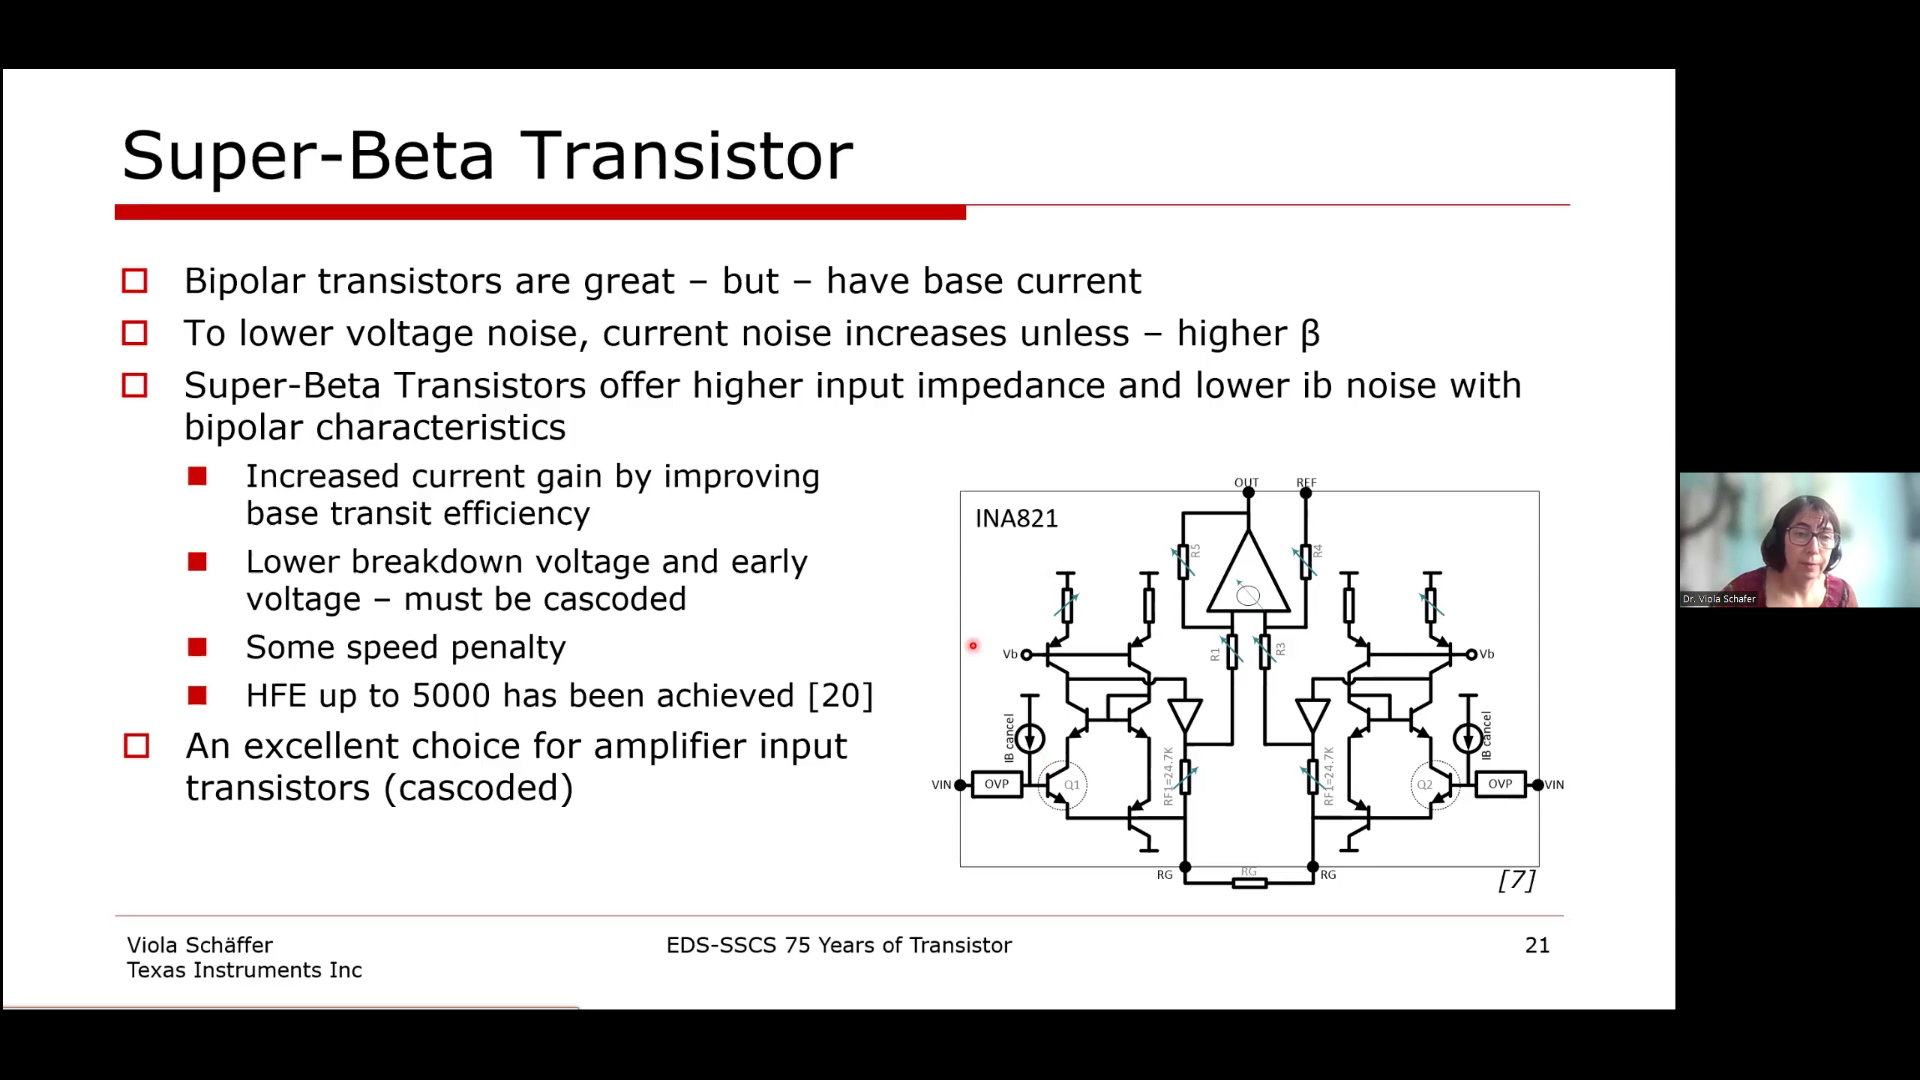 Super-Beta Transistor
Bipolar transistors are great – but – have base current
To lower voltage noise, current noise increases unless – higher β
Super-Beta Transistors offer higher input impedance and lower ib noise with
bipolar characteristics
Increased current gain by improving
base transit efficiency
Lower breakdown voltage and early
voltage – must be cascoded
Some speed penalty
HFE up to 5000 has been achieved [20]
An excellent choice for amplifier input
transistors (cascoded)
OUT REF
INA821
R5 R4
R1 R3
Vb Vb
IB cancel IB cancel
RF1=24.7K RF1=24.7K
VIN OVP Q1 Q2 OVP VIN
RG RG RG
[7]
Dr. Viola Schafer
Viola Schäffer EDS-SSCS 75 Years of Transistor 21
Texas Instruments Inc